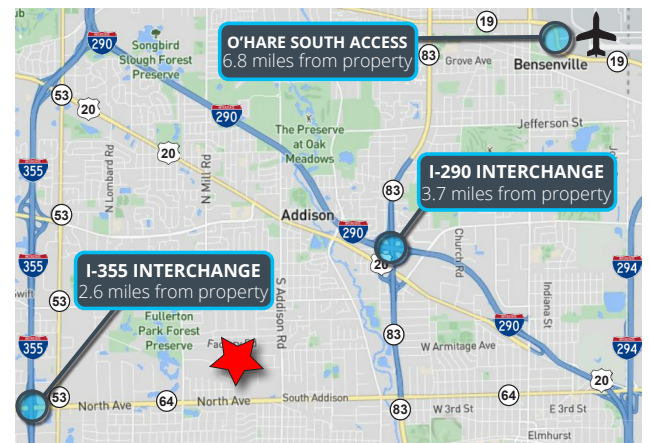 19
O'HARE SOUTH ACCESS
6.8 miles from property
290
Songbird
Slough Forest
Preserve
83
Grove Ave
Bensenville
19
53
20
290
The Preserve
at Oak
Meadows
Jefferson St
20
355
N Lombard Rd
N Mill Rd
83
I-290 INTERCHANGE
3.7 miles from property
53
Addison
290
20
Church Rd
I-355 INTERCHANGE
2.6 miles from property
355
294
S Addison Rd
Indiana St
53
Fullerton
Park Forest
Preserve
290
83
355
W Armitage Ave
294
20
53
North Ave
64
North Ave
South Addison
64
83
W 3rd St
E 3rd St
Elmhurst